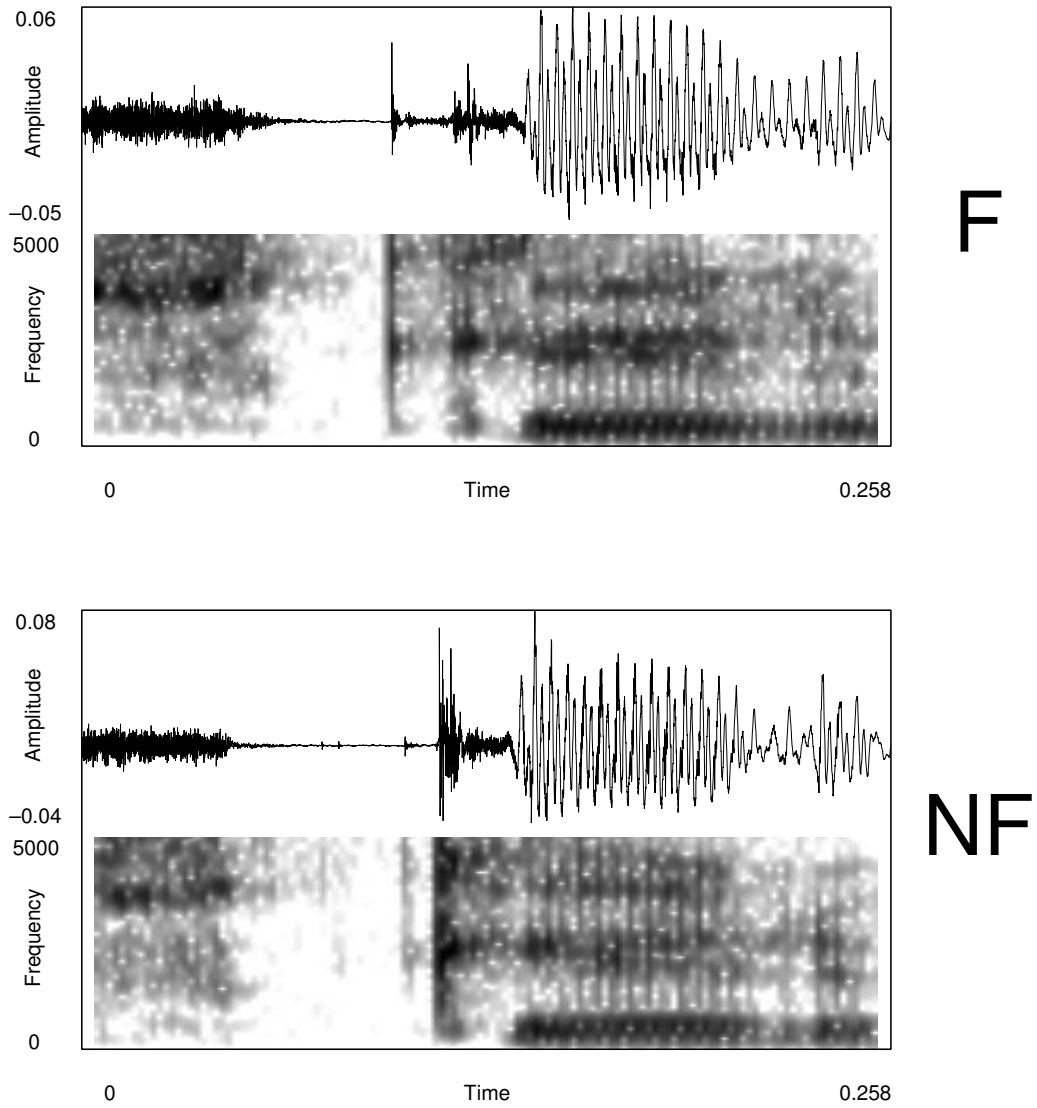 0.06
Amplitude
–0.05
5000
Frequency
0
0 Time 0.258
F
0.08
Amplitude
–0.04
5000
Frequency
0
0 Time 0.258
NF